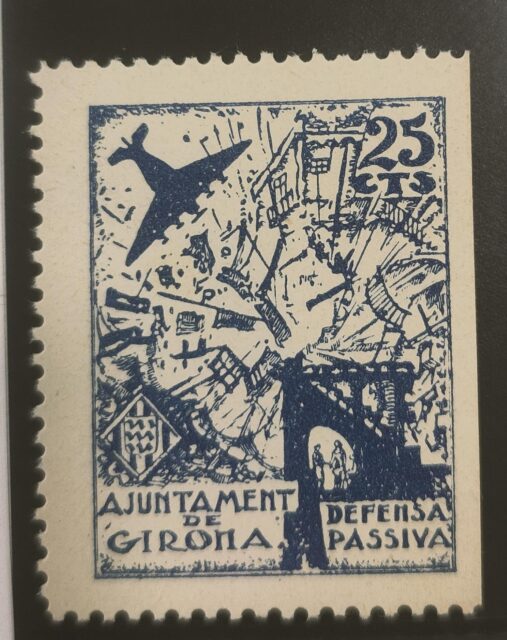 25
CTS
AJUNTAMENT
DE
GIRONA
DEFENSA
PASSIVA